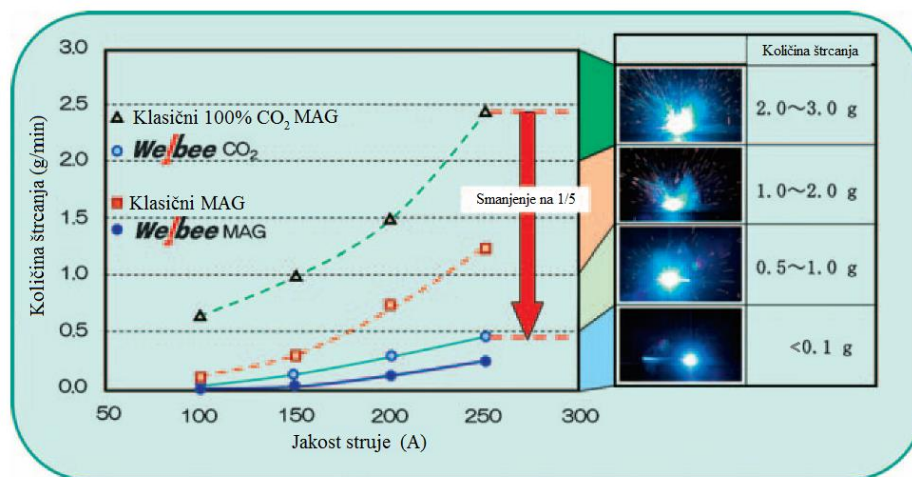 Količina štrcanja (g/min)
3.0
2.5
2.0
1.5
1.0
0.5
0.0
50
100
150
200
250
300
Jakost struje (A)
Klasični 100% CO₂ MAG
Welbee CO₂
Klasični MAG
Welbee MAG
Smanjenje na 1/5
Količina štrcanja
2.0～3.0 g
1.0～2.0 g
0.5～1.0 g
<0.1 g